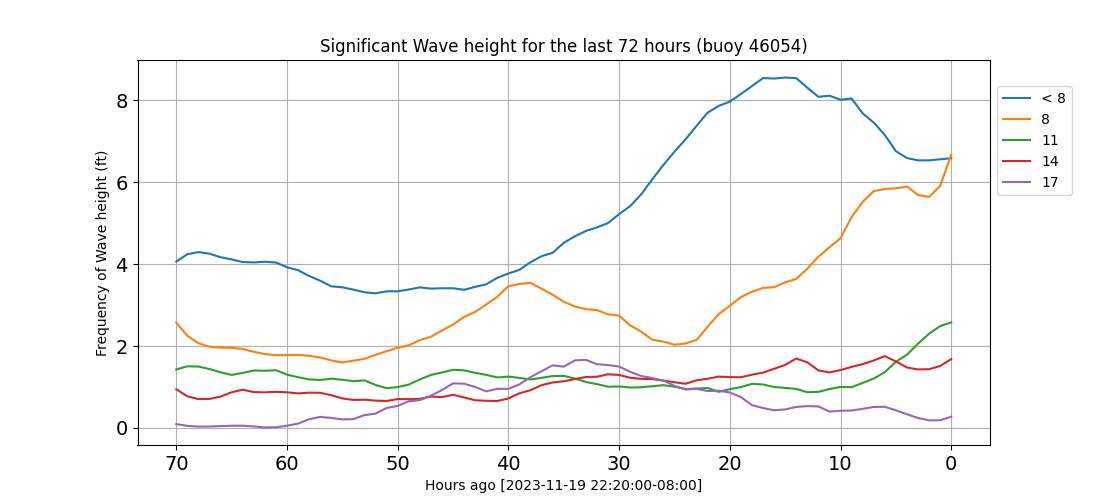 Significant Wave height for the last 72 hours (buoy 46054)
Frequency of Wave height (ft)
8
6
4
2
0
70 60 50 40 30 20 10 0
Hours ago [2023-11-19 22:20:00-08:00]
< 8
8
11
14
17